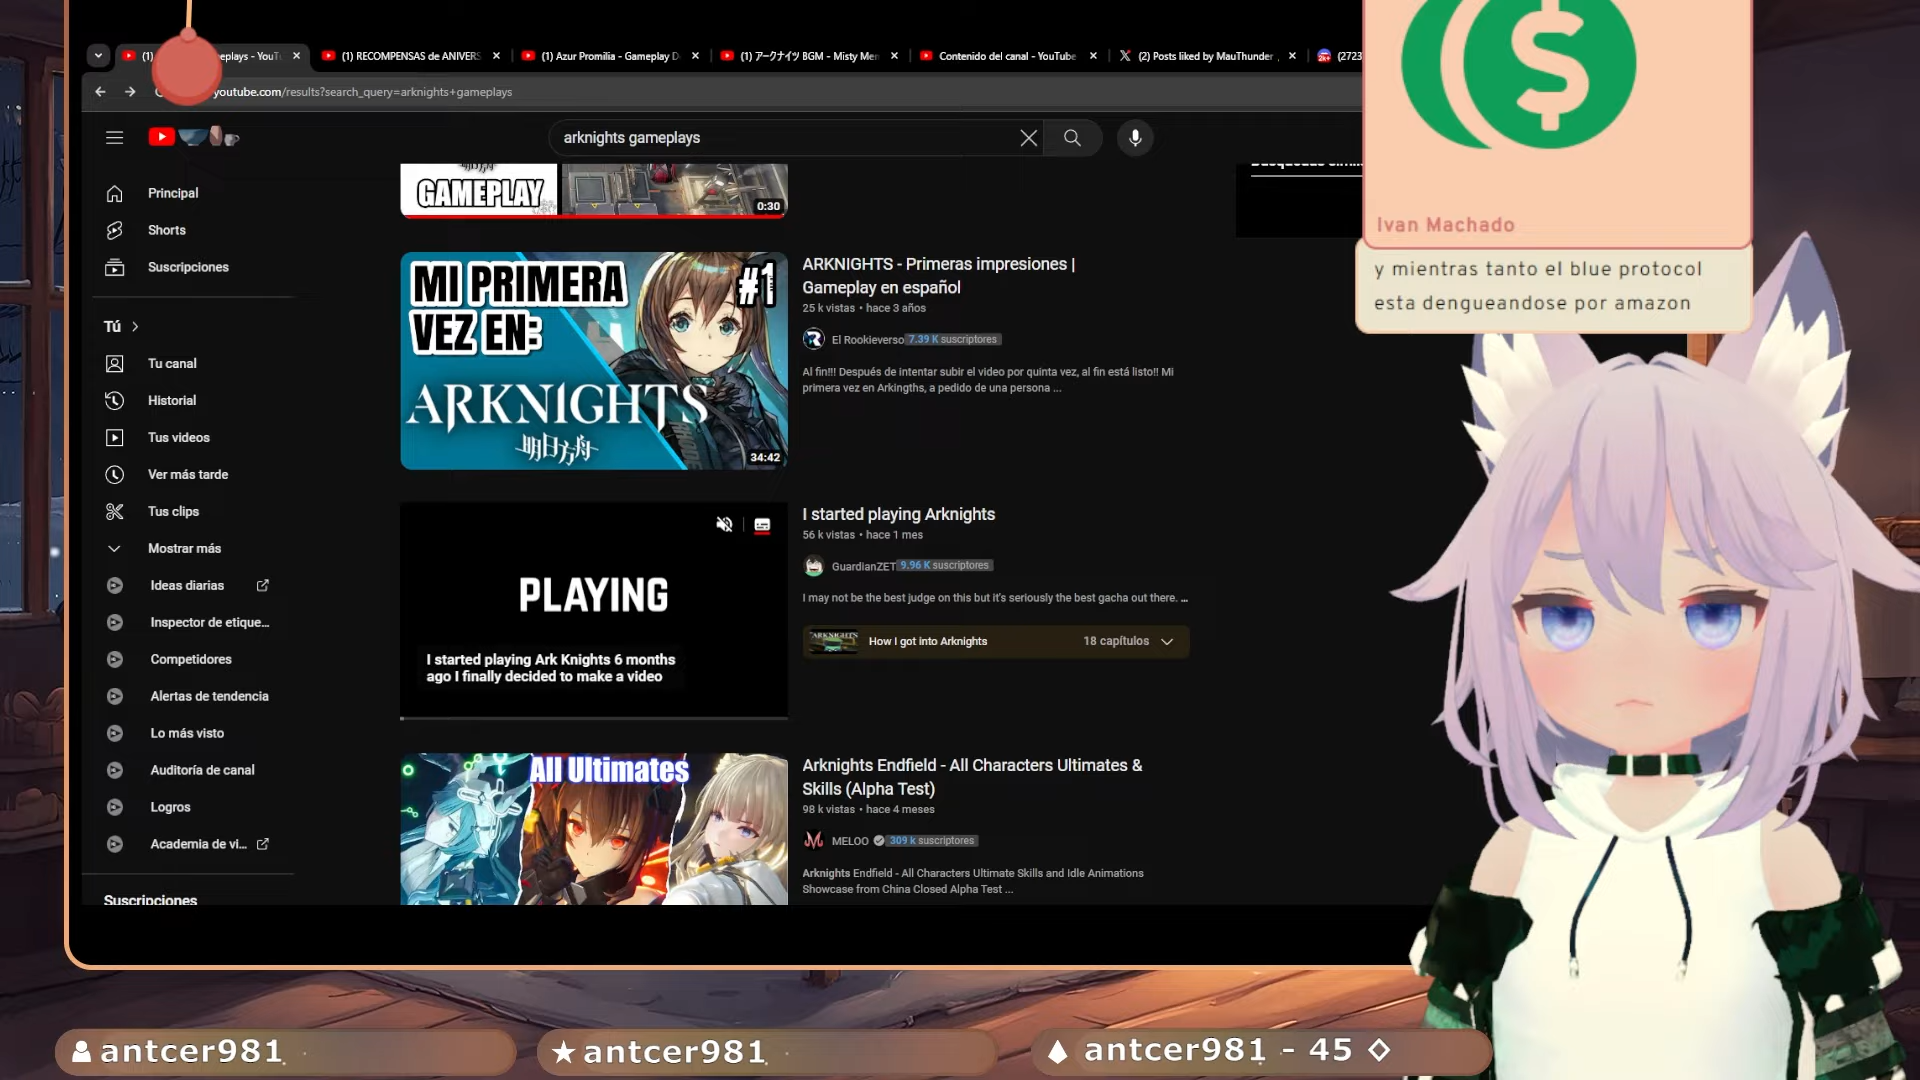 (1)
eplays - YouT
(1) RECOMPENSAS de ANIVERS
(1) Azur Promilia - Gameplay D
(1) アークナイツ BGM - Misty Mem
Contenido del canal - YouTube
(2) Posts liked by MauThunder
(2723
youtube.com/results?search_query=arknights+gameplays
arknights gameplays
Principal
Shorts
Suscripciones
Tú
Tu canal
Historial
Tus videos
Ver más tarde
Tus clips
Mostrar más
Ideas diarias
Inspector de etique...
Competidores
Alertas de tendencia
Lo más visto
Auditoría de canal
Logros
Academia de vi...
Suscripciones
GAMEPLAY
0:30
MI PRIMERA
VEZ EN:
#1
ARKNIGHTS
明日方舟
34:42
ARKNIGHTS - Primeras impresiones |
Gameplay en español
25 k vistas • hace 3 años
El Rookieverso 7.39 K suscriptores
Al fin!!! Después de intentar subir el video por quinta vez, al fin está listo!! Mi
primera vez en Arkingths, a pedido de una persona ...
PLAYING
I started playing Ark Knights 6 months
ago I finally decided to make a video
I started playing Arknights
56 k vistas • hace 1 mes
GuardianZET 9.96 K suscriptores
I may not be the best judge on this but it's seriously the best gacha out there. ...
ARKNIGHTS
How I got into Arknights
18 capítulos
All Ultimates
Arknights Endfield - All Characters Ultimates &
Skills (Alpha Test)
98 k vistas • hace 4 meses
MELOO 309 k suscriptores
Arknights Endfield - All Characters Ultimate Skills and Idle Animations
Showcase from China Closed Alpha Test ...
$
Ivan Machado
y mientras tanto el blue protocol
esta dengueandose por amazon
antcer981
antcer981
antcer981 - 45